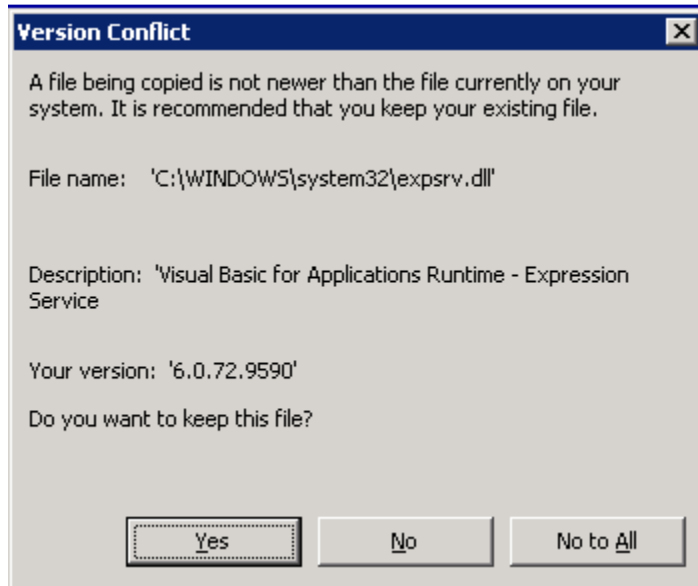 Version Conflict
A file being copied is not newer than the file currently on your
system. It is recommended that you keep your existing file.
File name: 'C:\WINDOWS\system32\expsrv.dll'
Description: 'Visual Basic for Applications Runtime - Expression
Service
Your version: '6.0.72.9590'
Do you want to keep this file?
Yes No No to All